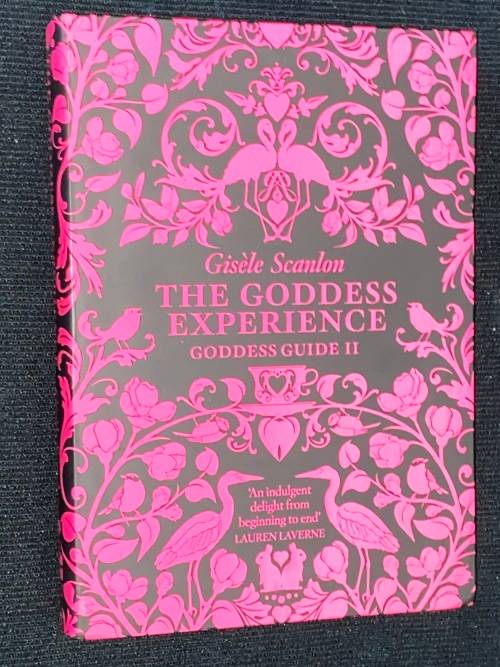 Gisèle Scanlon
THE GODDESS
EXPERIENCE
GODDESS GUIDE II
'An indulgent
delight from
beginning to end'
LAUREN LAVERNE